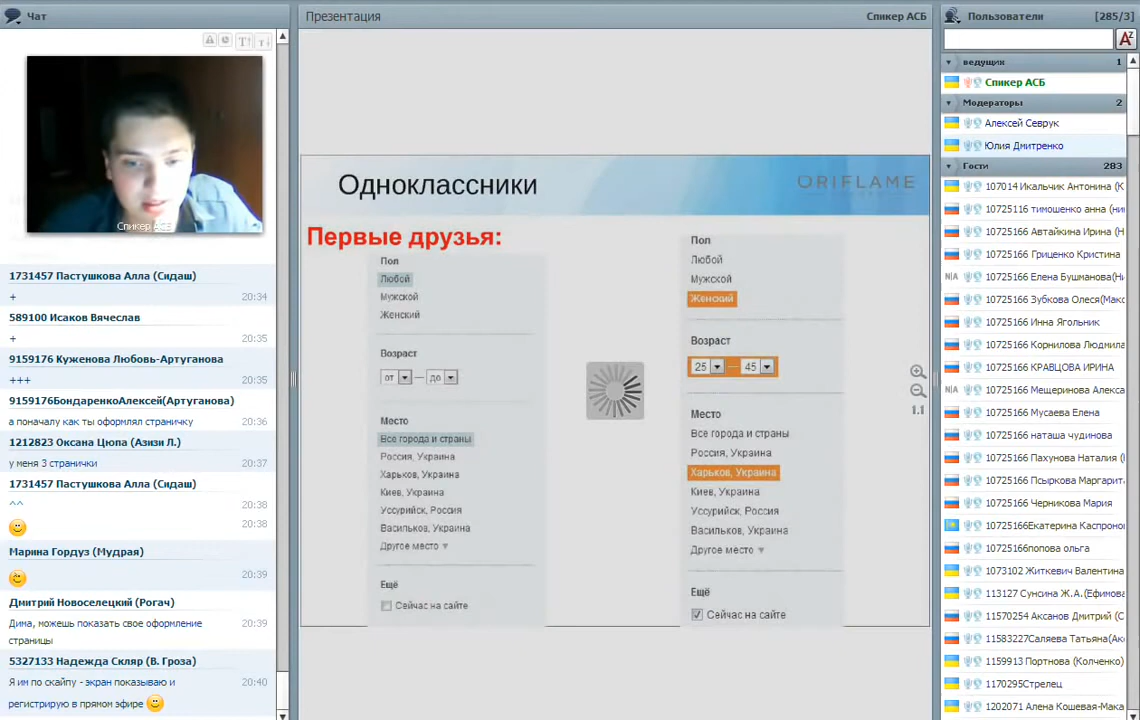 Чат
Спикер АСБ
1731457 Пастушкова Алла (Сидаш)
+ 20:34
589100 Исаков Вячеслав
+ 20:35
9159176 Куженова Любовь-Артуганова
+++ 20:35
9159176БондаренкоАлексей(Артуганова)
а поначалу как ты оформлял страничку 20:36
1212823 Оксана Цюпа (Азизи Л.)
у меня 3 странички 20:37
1731457 Пастушкова Алла (Сидаш)
^^ 20:38
20:38
Марина Гордуз (Мудрая)
20:39
Дмитрий Новоселецкий (Рогач)
Дима, можешь показать свое оформление 20:39
страницы
5327133 Надежда Скляр (В. Гроза)
Я им по скайпу - экран показываю и 20:40
регистрирую в прямом эфире
Презентация Спикер АСБ
Одноклассники
ORIFLAME
Первые друзья:
Пол
Любой
Мужской
Женский
Возраст
от — до
Место
Все города и страны
Россия, Украина
Харьков, Украина
Киев, Украина
Уссурийск, Россия
Васильков, Украина
Другое место
Ещё
Сейчас на сайте
Пол
Любой
Мужской
Женский
Возраст
25 — 45
Место
Все города и страны
Россия, Украина
Харьков, Украина
Киев, Украина
Уссурийск, Россия
Васильков, Украина
Другое место
Ещё
Сейчас на сайте
1.1
Пользователи [285/3]
ведущих 1
Спикер АСБ
Модераторы 2
Алексей Севрук
Юлия Дмитренко
Гости 283
107014 Икальчик Антонина (К
10725116 тимошенко анна (ни
10725166 Автайкина Ирина (Н
10725166 Гриценко Кристина
N/A 10725166 Елена Бушманова(Ни
10725166 Зубкова Олеся(Макс
10725166 Инна Ягольник
10725166 Корнилова Людмила
10725166 КРАВЦОВА ИРИНА
N/A 10725166 Мещеринова Алекса
10725166 Мусаева Елена
10725166 наташа чудинова
10725166 Пахунова Наталия (
10725166 Псыркова Маргарита
10725166 Черникова Мария
10725166Екатерина Каспроно
10725166попова ольга
1073102 Житкевич Валентина
113127 Сунсина Ж.А.(Ефимова
11570254 Аксанов Дмитрий (С
11583227Саляева Татьяна(Акс
1159913 Портнова (Колченко)
1170295Стрелец
1202071 Алена Кошевая-Мака